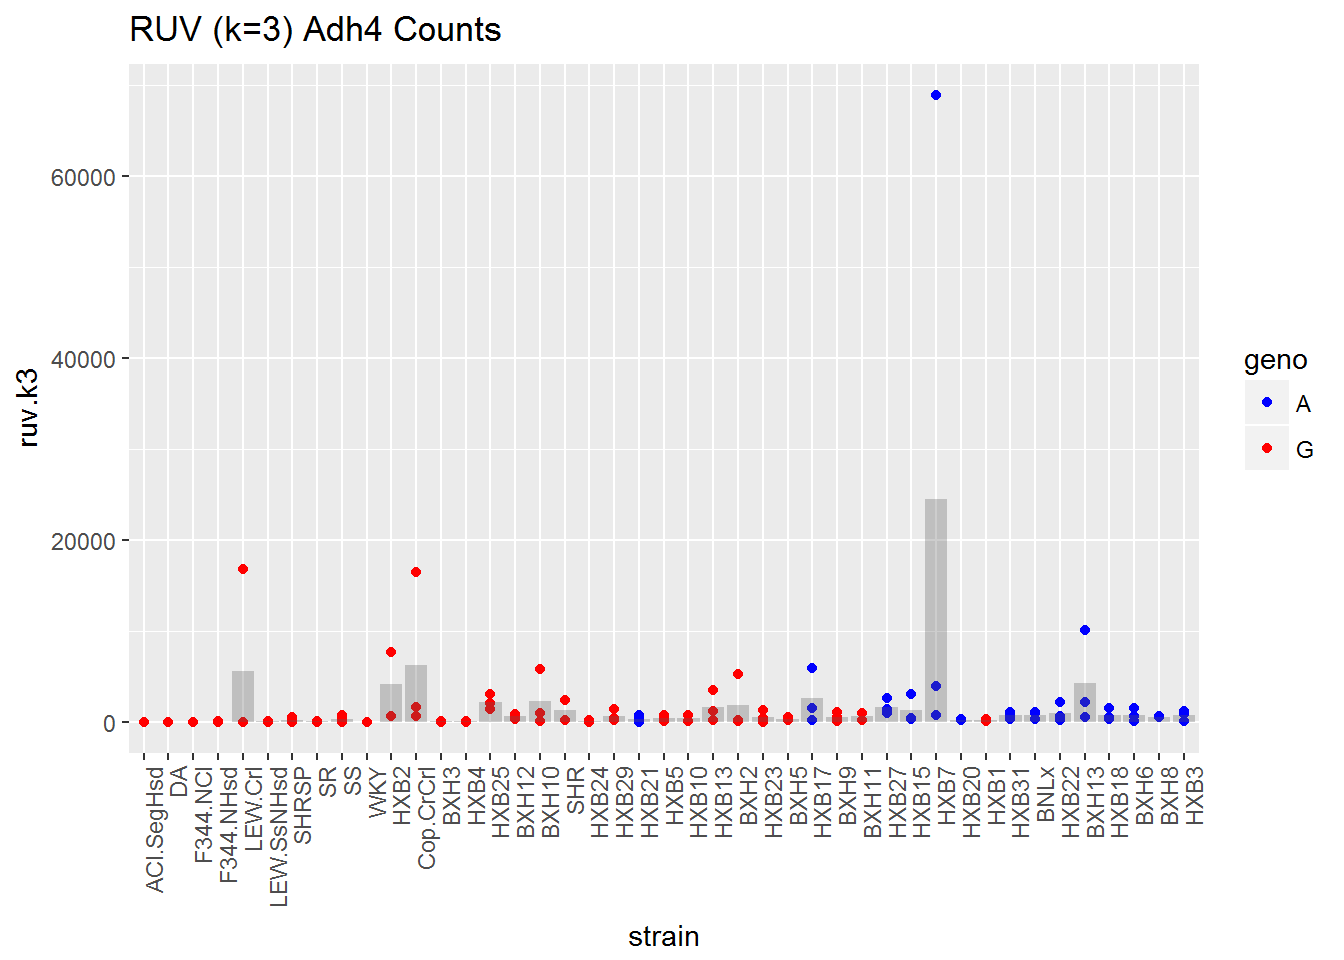 RUV (k=3) Adh4 Counts
ruv.k3
60000
40000
20000
0
geno
A
G
ACI.SegHsd
DA
F344.NCl
F344.NHsd
LEW.Crl
LEW.SsNHsd
SHRSP
SR
SS
WKY
HXB2
Cop.CrCrl
BXH3
HXB4
HXB25
BXH12
BXH10
SHR
HXB24
HXB29
HXB21
HXB5
HXB10
HXB13
BXH2
HXB23
BXH5
HXB17
BXH9
BXH11
HXB27
HXB15
HXB7
HXB20
HXB1
HXB31
BNLx
HXB22
BXH13
HXB18
BXH6
BXH8
HXB3
strain